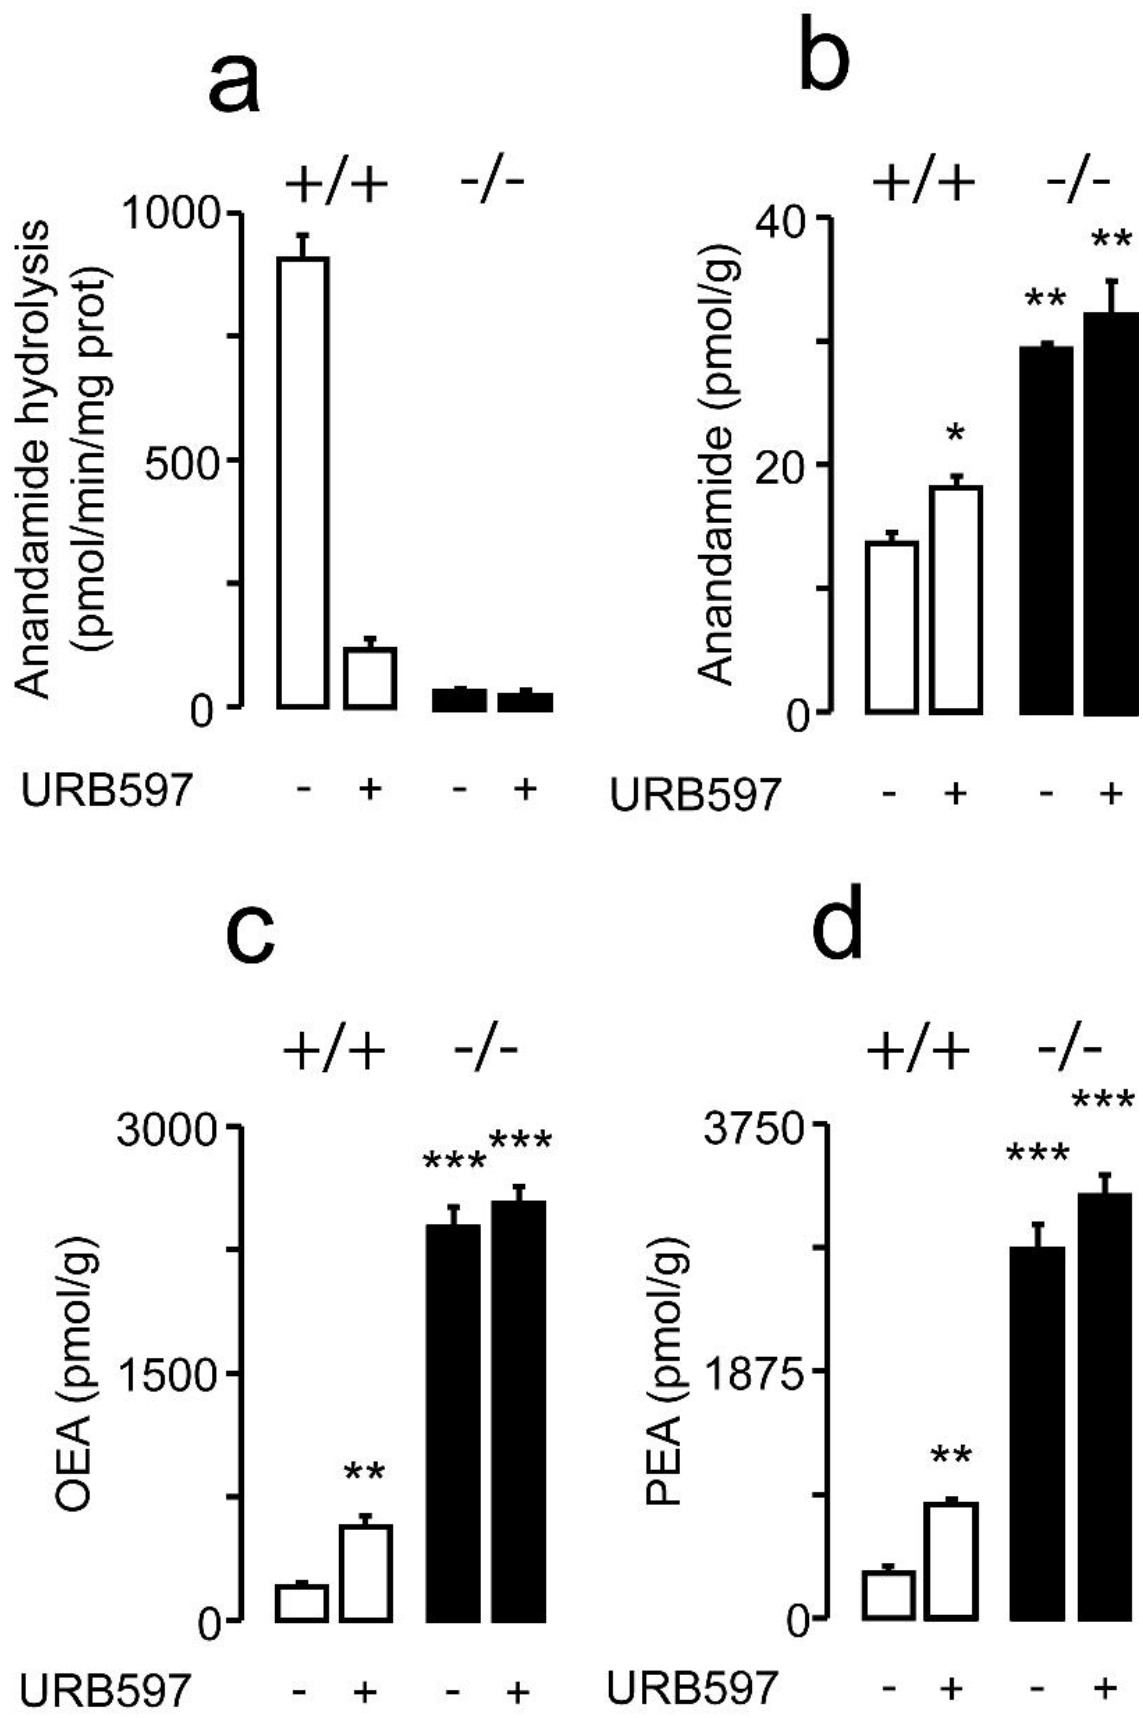 a
+/+ -/-
Anandamide hydrolysis
(pmol/min/mg prot)
1000
500
0
URB597 - + - +
b
+/+ -/-
Anandamide (pmol/g)
40
20
0
* ** **
URB597 - + - +
c
+/+ -/-
OEA (pmol/g)
3000
1500
0
** *** ***
URB597 - + - +
d
+/+ -/-
PEA (pmol/g)
3750
1875
0
** *** ***
URB597 - + - +